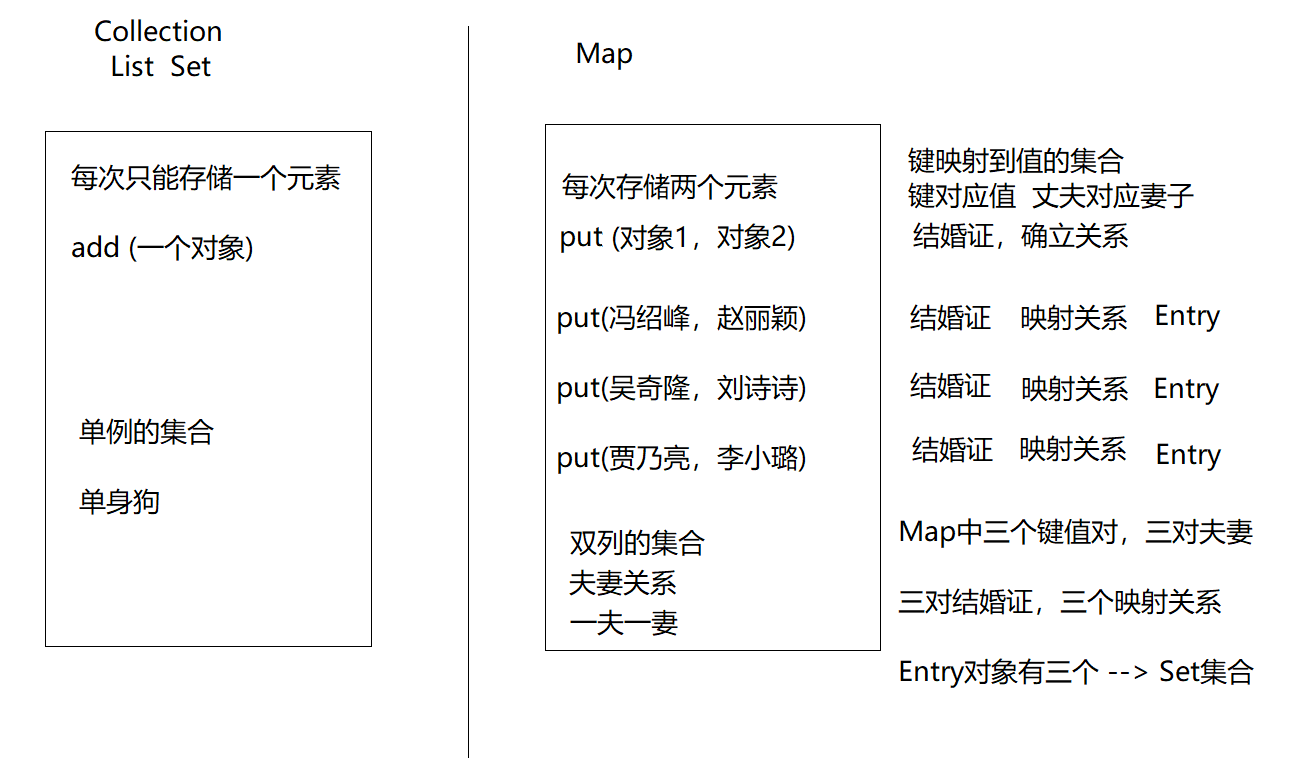 Collection
List Set
每次只能存储一个元素
add (一个对象)
单例的集合
单身狗
Map
每次存储两个元素
put (对象1，对象2)
put(冯绍峰，赵丽颖)
put(吴奇隆，刘诗诗)
put(贾乃亮，李小璐)
双列的集合
夫妻关系
一夫一妻
键映射到值的集合
键对应值 丈夫对应妻子
结婚证，确立关系
结婚证 映射关系 Entry
结婚证 映射关系 Entry
结婚证 映射关系 Entry
Map中三个键值对，三对夫妻
三对结婚证，三个映射关系
Entry对象有三个 --> Set集合